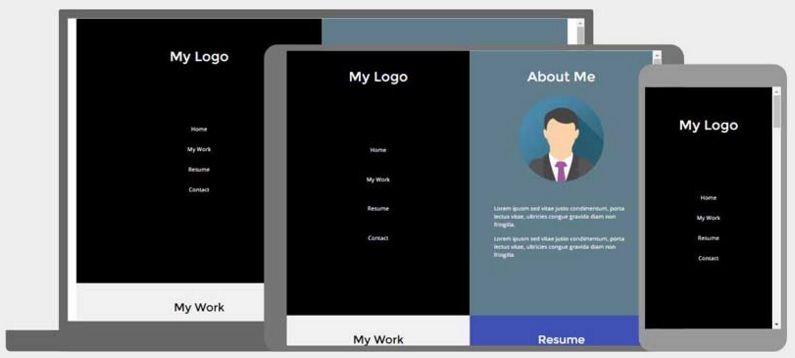 My Logo
Home
My Work
Resume
Contact
My Work
My Logo
Home
My Work
Resume
Contact
My Work
About Me
Lorem ipsum sed vitae justo condimentum, porta
lectus vitae, ultricies congue gravida diam non
fringilla.
Lorem ipsum sed vitae justo condimentum, porta
lectus vitae, ultricies congue gravida diam non
fringilla.
Resume
My Logo
Home
My Work
Resume
Contact